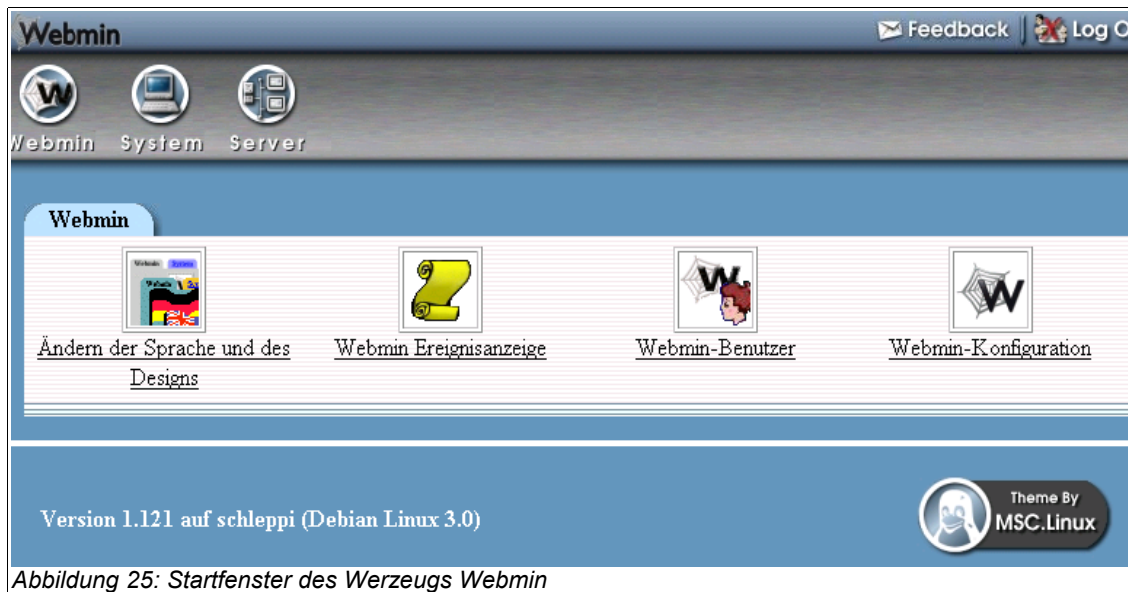 Webmin
Feedback
Log O
Webmin System Server
Webmin
Ändern der Sprache und des
Designs
Webmin Ereignisanzeige
Webmin-Benutzer
Webmin-Konfiguration
Version 1.121 auf schleppi (Debian Linux 3.0)
Theme By
MSC.Linux
Abbildung 25: Startfenster des Werzeugs Webmin